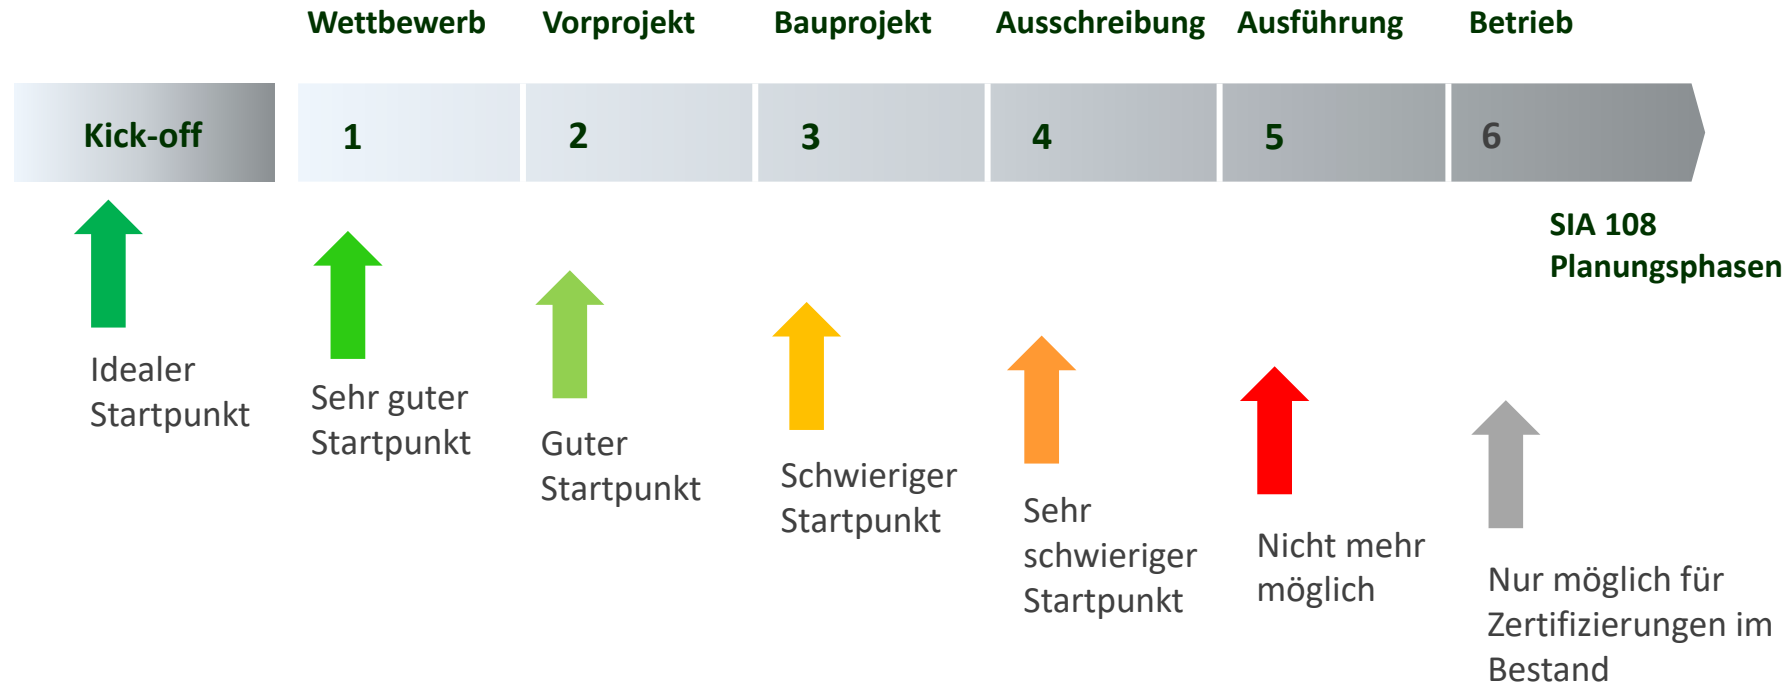 Wettbewerb
Vorprojekt
Bauprojekt
Ausschreibung
Ausführung
Betrieb
Kick-off
1
2
3
4
5
6
SIA 108
Planungsphasen
Idealer
Startpunkt
Sehr guter
Startpunkt
Guter
Startpunkt
Schwieriger
Startpunkt
Sehr
schwieriger
Startpunkt
Nicht mehr
möglich
Nur möglich für
Zertifizierungen im
Bestand